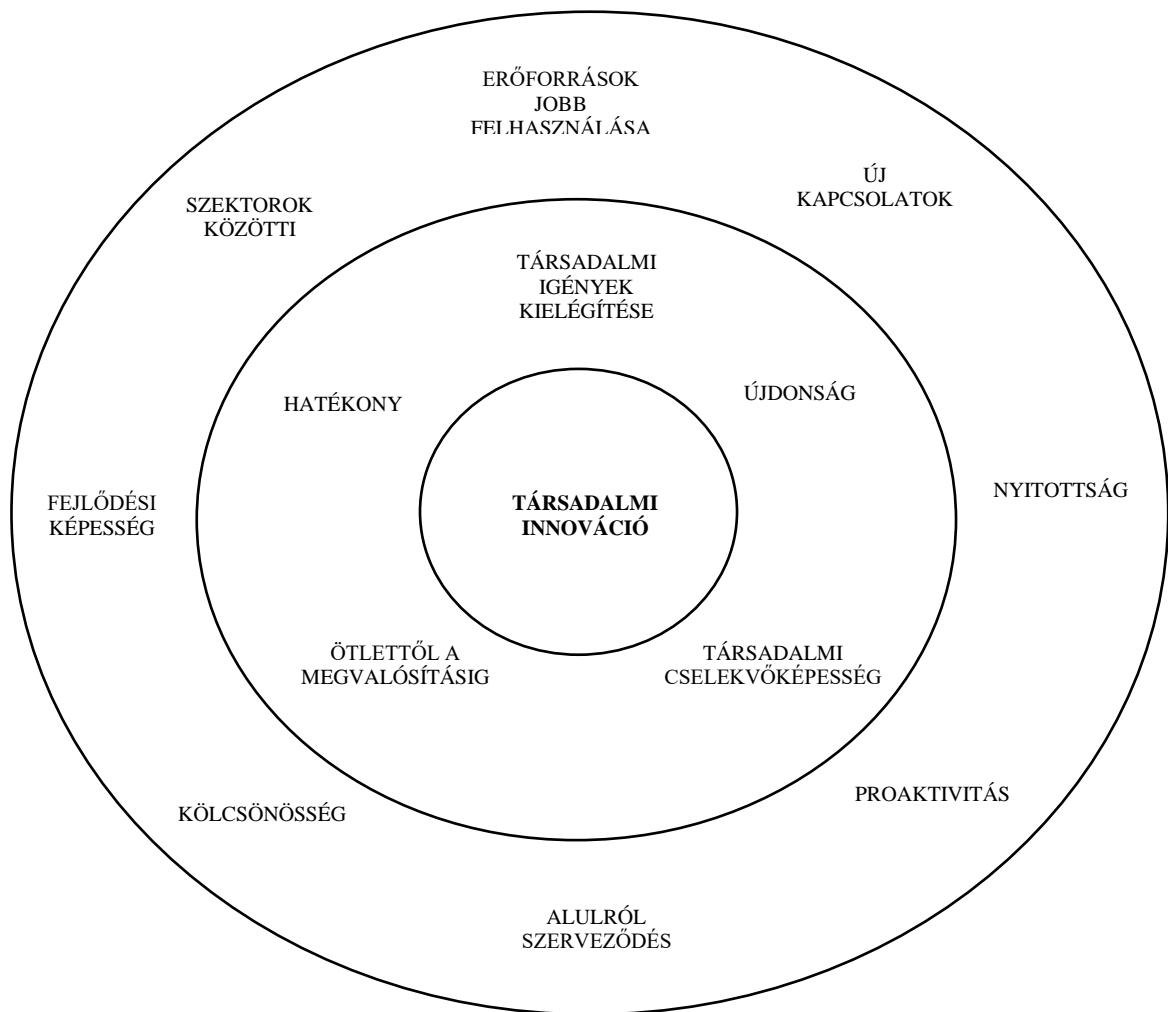 ERŐFORRÁSOK
JOBB
FELHASZNÁLÁSA
SZEKTOROK
KÖZÖTTI
ÚJ
KAPCSOLATOK
TÁRSADALMI
IGÉNYEK
KIELÉGÍTÉSE
HATÉKONY
ÚJDONSÁG
FEJLŐDÉSI
KÉPESSÉG
TÁRSADALMI
INNOVÁCIÓ
NYITOTTSÁG
ÖTLETTŐL A
MEGVALÓSÍTÁSIG
TÁRSADALMI
CSELEKVŐKÉPESSÉG
KÖLCSÖNÖSSÉG
PROAKTIVITÁS
ALULRÓL
SZERVEZŐDÉS